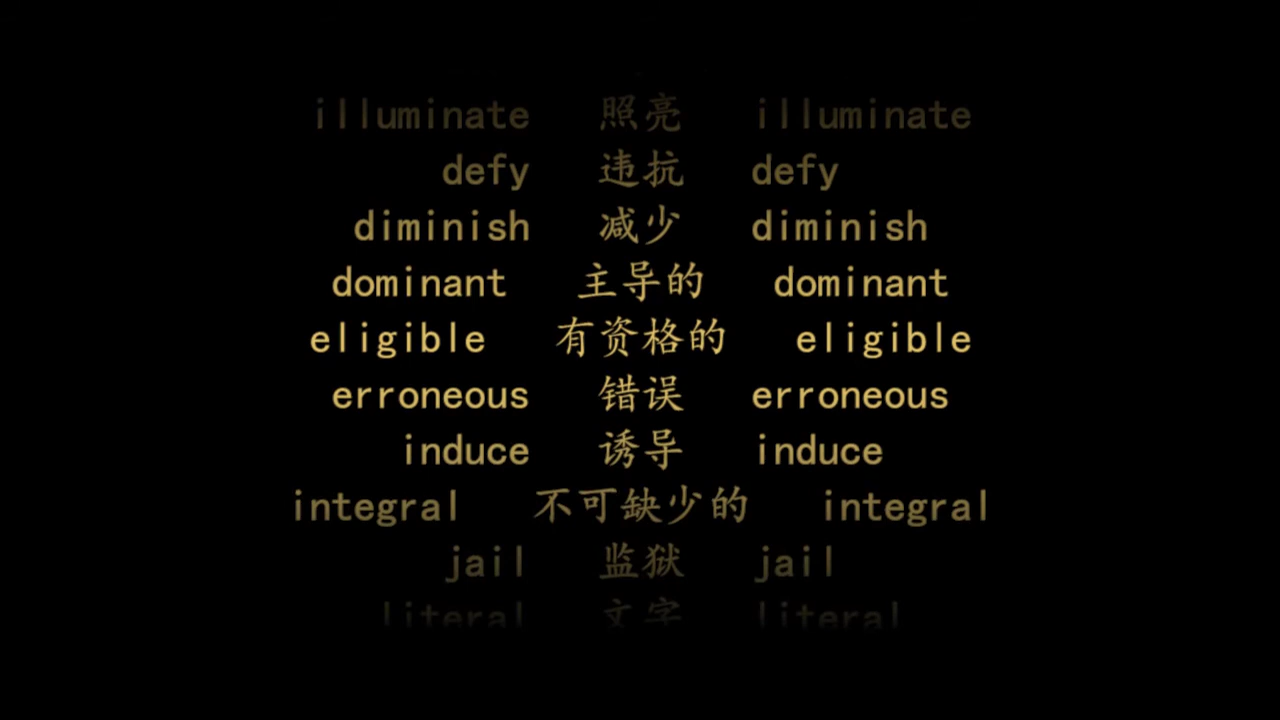 illuminate 照亮 illuminate
defy 违抗 defy
diminish 减少 diminish
dominant 主导的 dominant
eligible 有资格的 eligible
erroneous 错误 erroneous
induce 诱导 induce
integral 不可缺少的 integral
jail 监狱 jail
literal 文字 literal